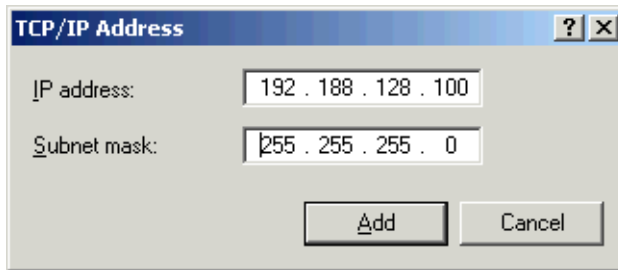 TCP/IP Address
IP address: 192 . 188 . 128 . 100
Subnet mask: 255 . 255 . 255 . 0
Add Cancel